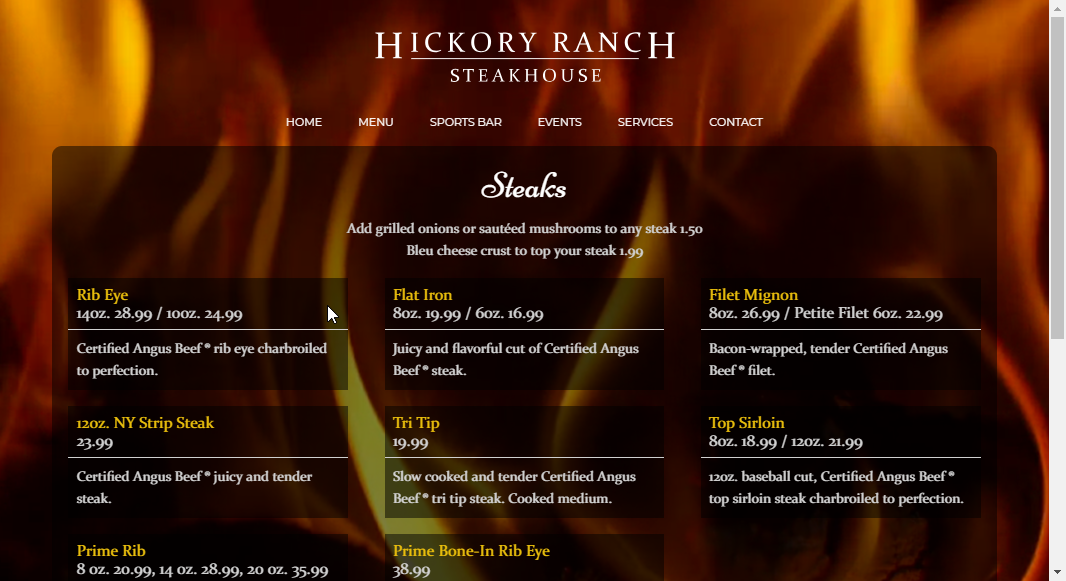 HICKORY RANCH
STEAKHOUSE
HOME MENU SPORTS BAR EVENTS SERVICES CONTACT
Steaks
Add grilled onions or sautéed mushrooms to any steak 1.50
Bleu cheese crust to top your steak 1.99
Rib Eye
14oz. 28.99 / 10oz. 24.99
Certified Angus Beef ® rib eye charbroiled
to perfection.
Flat Iron
8oz. 19.99 / 6oz. 16.99
Juicy and flavorful cut of Certified Angus
Beef ® steak.
Filet Mignon
8oz. 26.99 / Petite Filet 6oz. 22.99
Bacon-wrapped, tender Certified Angus
Beef ® filet.
12oz. NY Strip Steak
23.99
Certified Angus Beef ® juicy and tender
steak.
Tri Tip
19.99
Slow cooked and tender Certified Angus
Beef ® tri tip steak. Cooked medium.
Top Sirloin
8oz. 18.99 / 12oz. 21.99
12oz. baseball cut, Certified Angus Beef ®
top sirloin steak charbroiled to perfection.
Prime Rib
8 oz. 20.99, 14 oz. 28.99, 20 oz. 35.99
Prime Bone-In Rib Eye
38.99